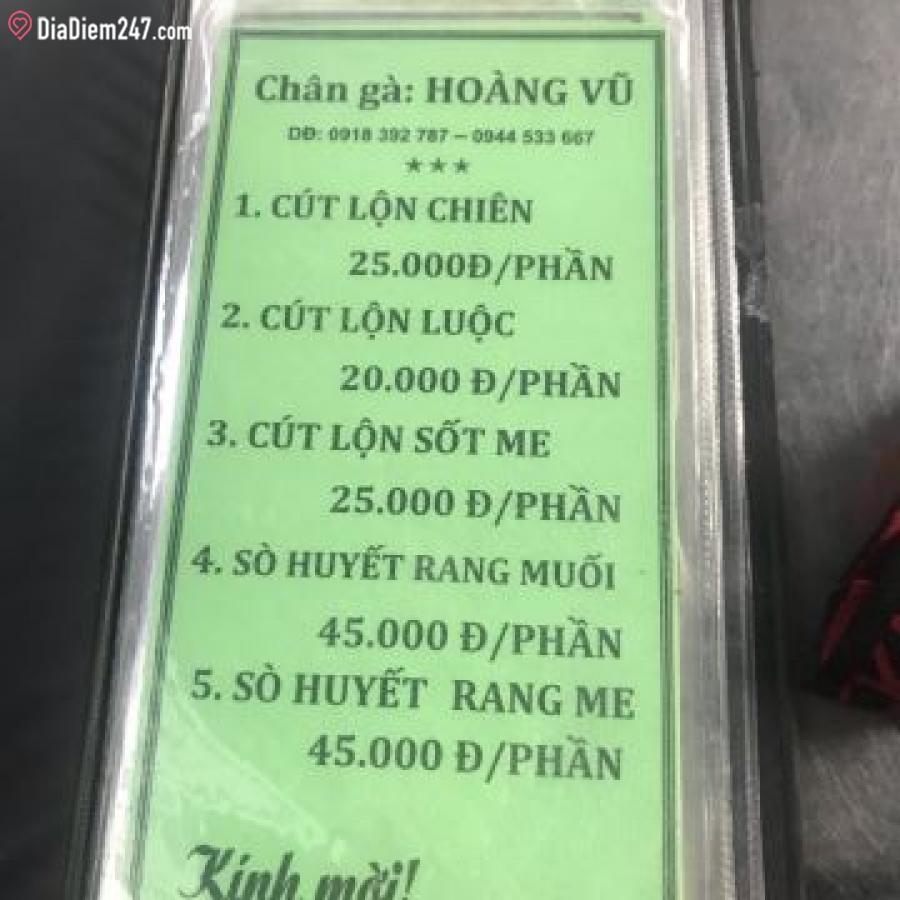 DiaDiem247.com
Chân gà: HOÀNG VŨ
DĐ: 0918 392 787 – 0944 533 667
★★★
1. CÚT LỘN CHIÊN
25.000Đ/PHẦN
2. CÚT LỘN LUỘC
20.000 Đ/PHẦN
3. CÚT LỘN SỐT ME
25.000 Đ/PHẦN
4. SÒ HUYẾT RANG MUỐI
45.000 Đ/PHẦN
5. SÒ HUYẾT RANG ME
45.000 Đ/PHẦN
Kính mời!